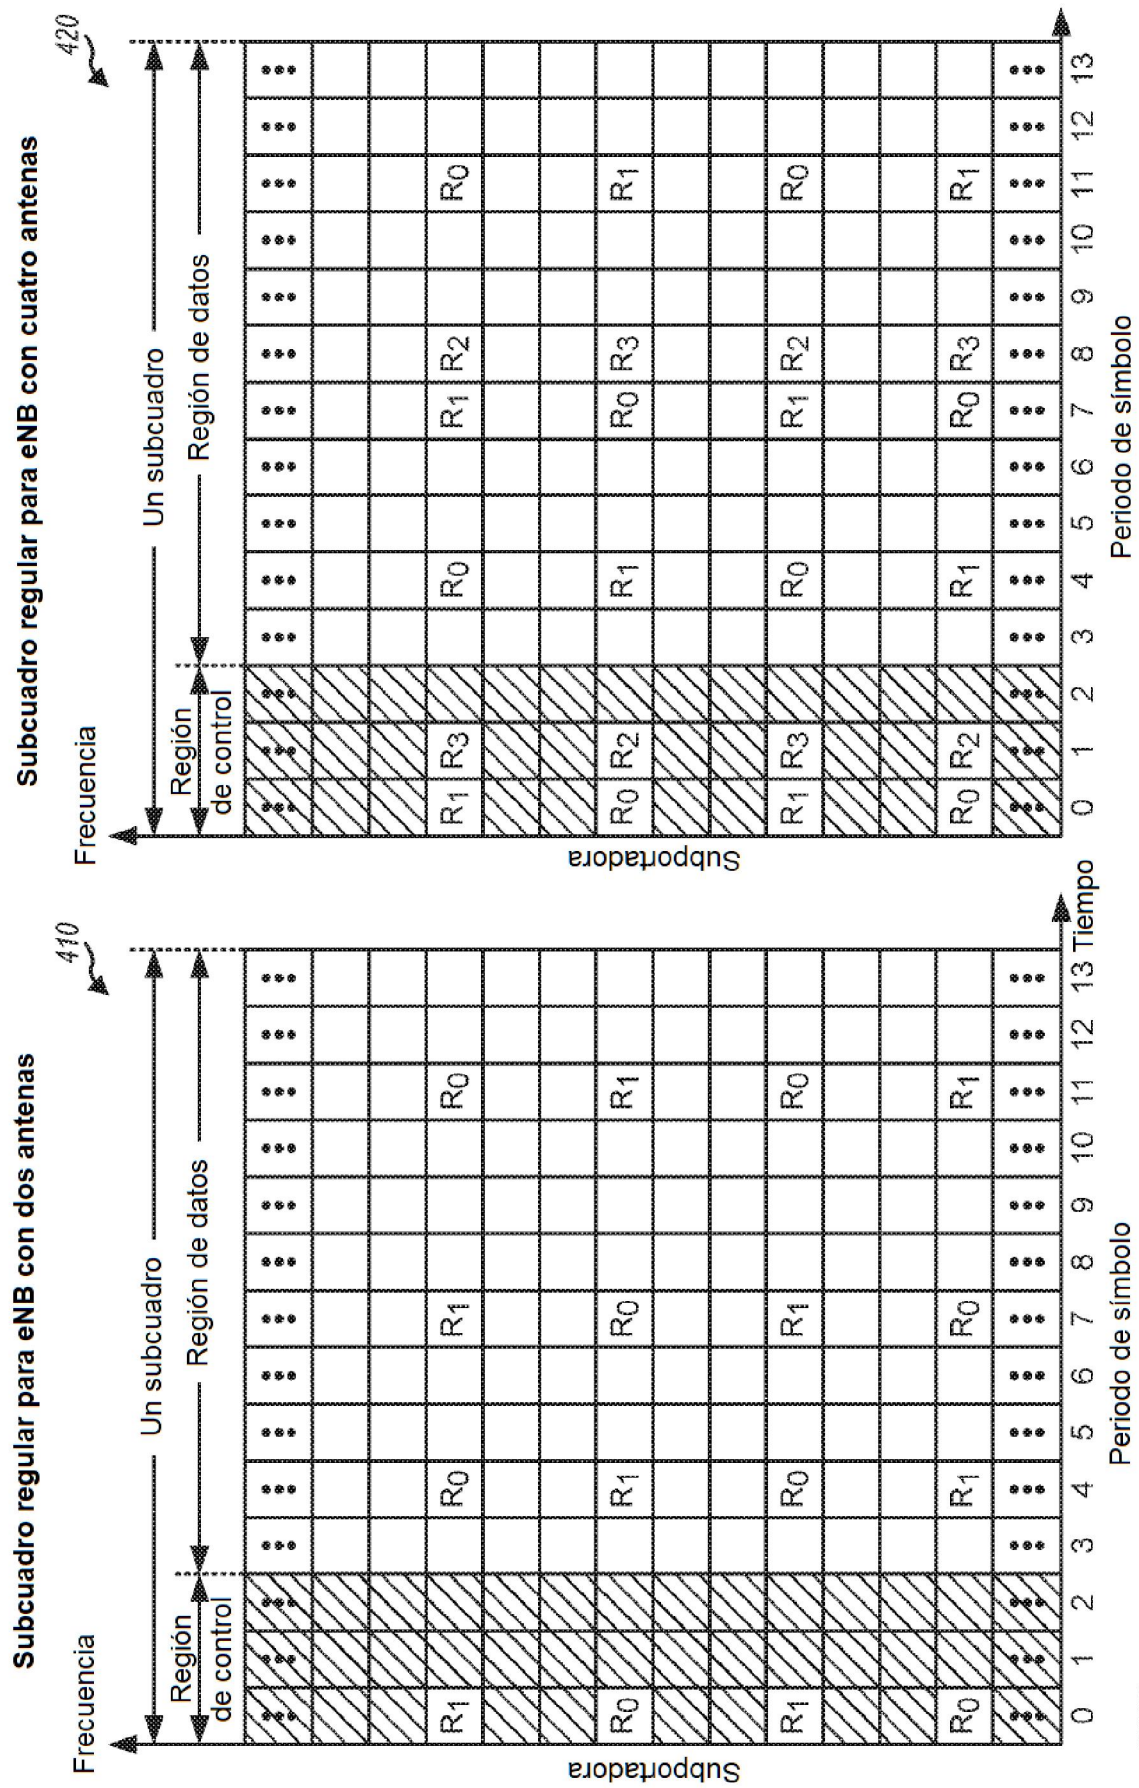 Subcuadro regular para eNB con dos antenas
410
Frecuencia
Un subcuadro
Región
de control
Región de datos
Subportadora
R1 R0 R1 R0
R0 R1 R0 R1
R1 R0 R1 R0
R0 R1 R0 R1
0 1 2 3 4 5 6 7 8 9 10 11 12 13 Tiempo
Periodo de símbolo
Subcuadro regular para eNB con cuatro antenas
420
Frecuencia
Un subcuadro
Región
de control
Región de datos
Subportadora
R1 R3 R0 R1 R2 R0
R0 R2 R1 R0 R3 R1
R1 R3 R0 R1 R2 R0
R0 R2 R1 R0 R3 R1
0 1 2 3 4 5 6 7 8 9 10 11 12 13
Periodo de símbolo